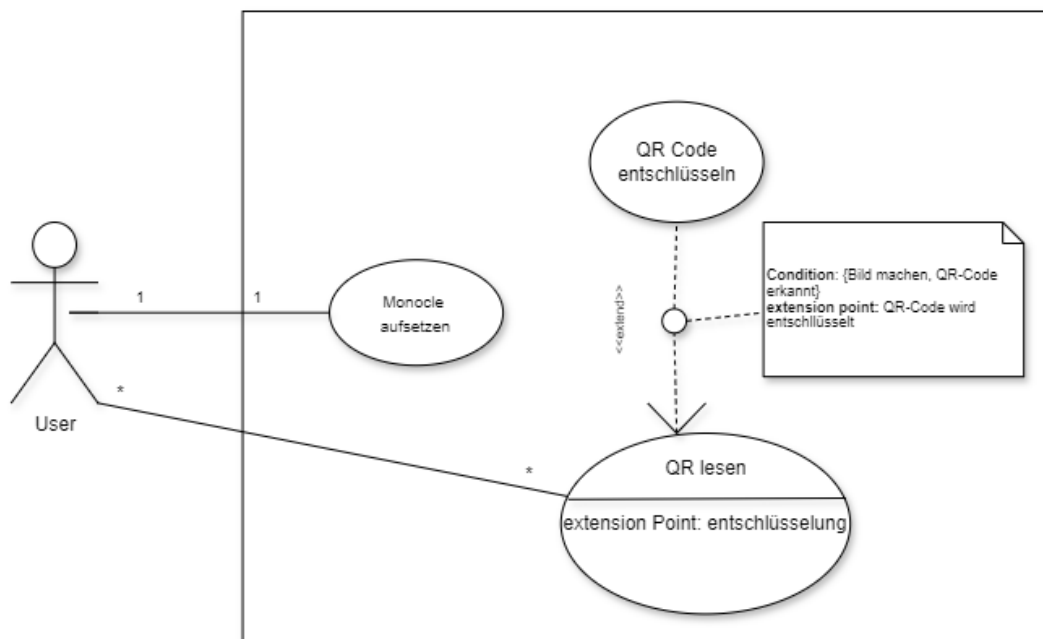 QR Code
entschlüsseln
Condition: {Bild machen, QR-Code
erkannt}
extension point: QR-Code wird
entschllüsselt
<<extend>>
1
1
Monocle
aufsetzen
*
User
*
QR lesen
extension Point: entschlüsselung